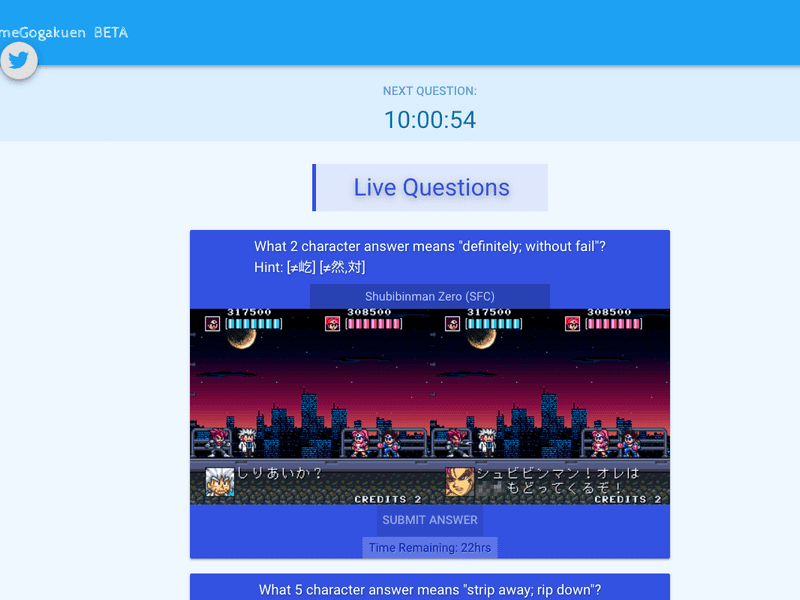 meGogakuen BETA
NEXT QUESTION:
10:00:54
Live Questions
What 2 character answer means "definitely; without fail"?
Hint: [≠屹] [≠然,対]
Shubibinman Zero (SFC)
317500 308500 317500 308500
しりあいか？
シュビビンマン！オレは
もどってくるぞ！
CREDITS 2 CREDITS 2
SUBMIT ANSWER
Time Remaining: 22hrs
What 5 character answer means "strip away; rip down"?